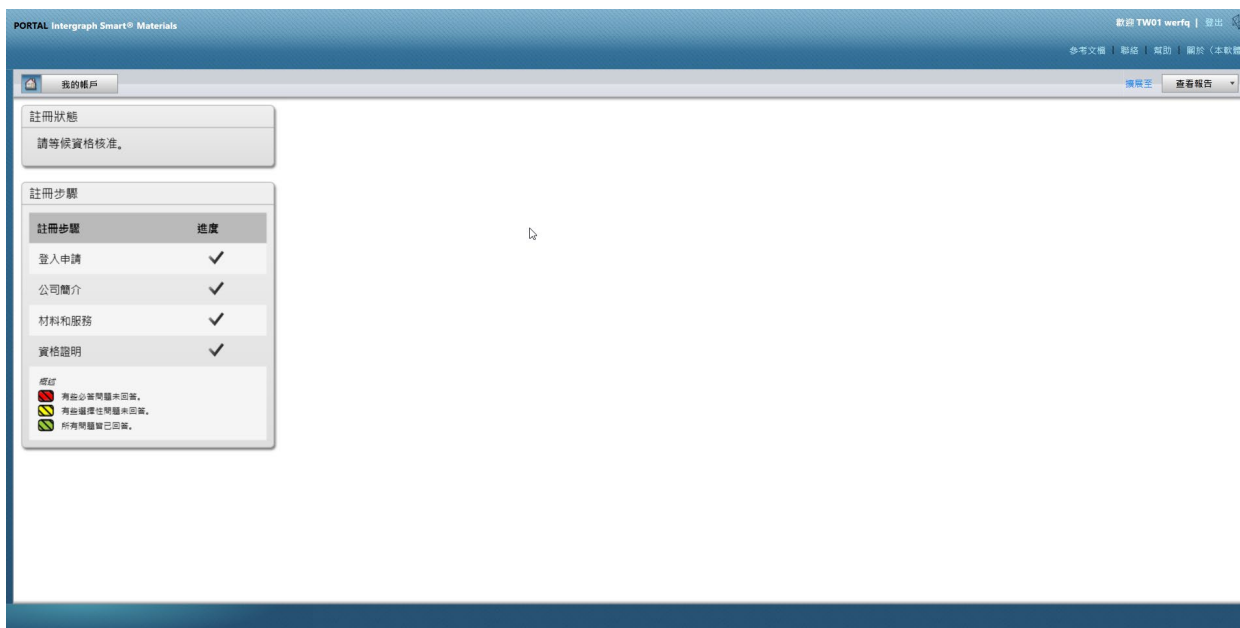 PORTAL Intergraph Smart® Materials
歡迎 TW01 werfq | 登出
參考文檔 | 聯絡 | 幫助 | 關於（本軟體
我的帳戶
擴展至 查看報告
註冊狀態
請等候資格核准。
註冊步驟
註冊步驟 進度
登入申請
公司簡介
材料和服務
資格證明
概述
有些必答問題未回答。
有些選擇性問題未回答。
所有問題皆已回答。